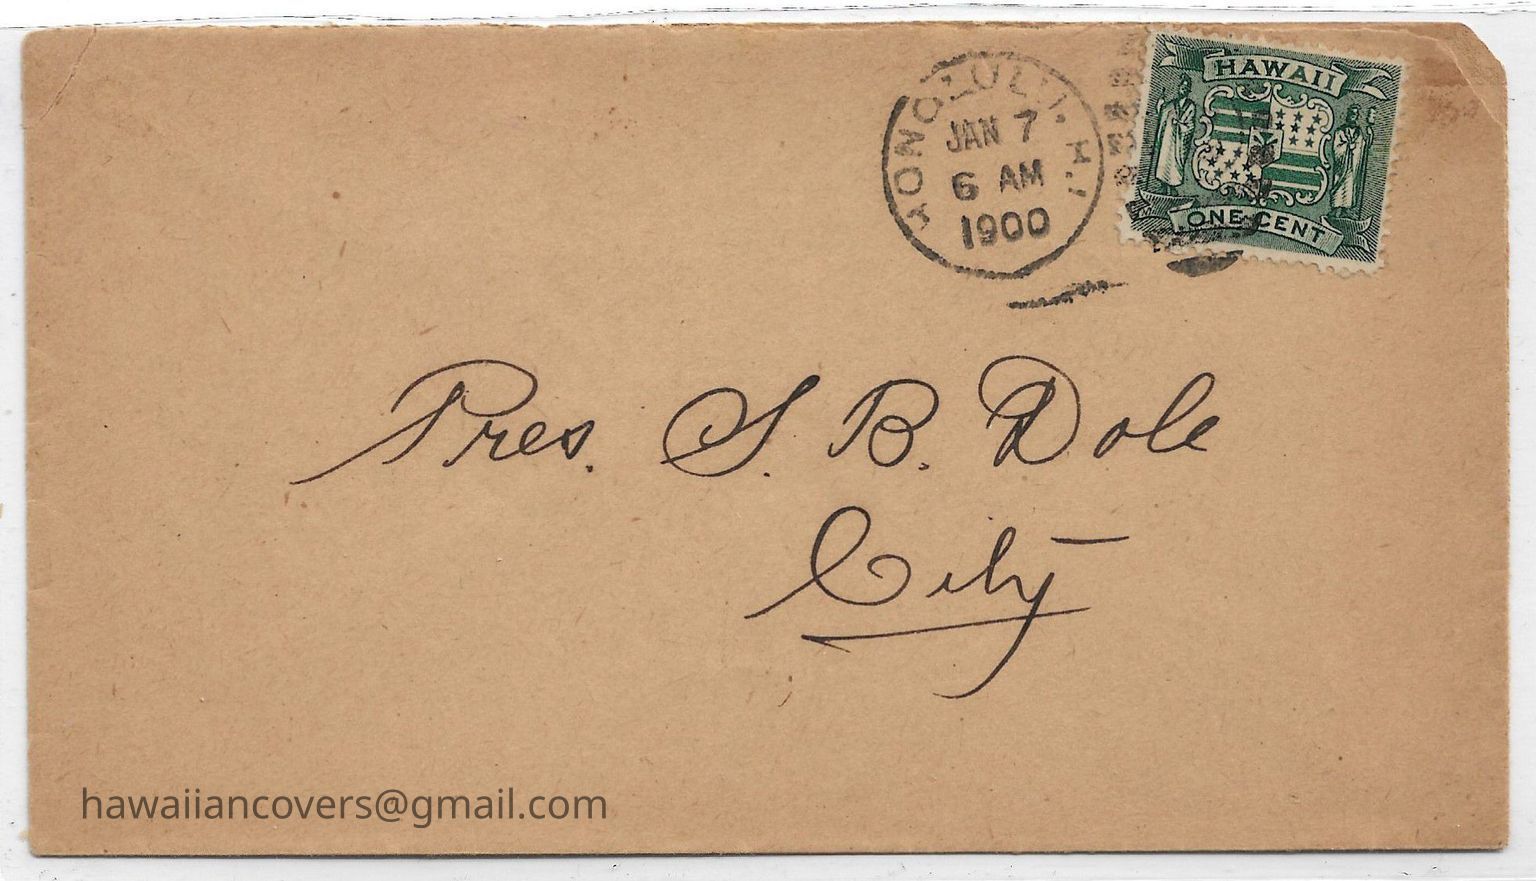 HONOLULU. H.I
JAN 7
6 AM
1900
HAWAII
ONE CENT
Pres. S. B. Dole
City
hawaiiancovers@gmail.com